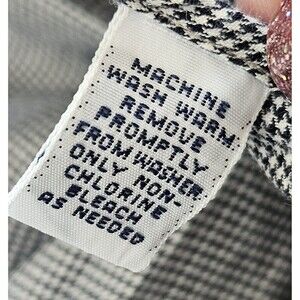 MACHINE
WASH WARM
REMOVE
PROMPTLY
FROM WASHER
ONLY NON-
CHLORINE
BLEACH
AS NEEDED